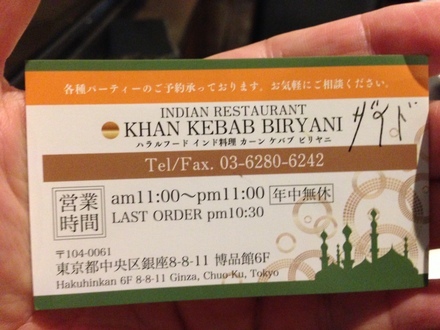 各種パーティーのご予約承っております。お気軽にご相談ください。
INDIAN RESTAURANT
KHAN KEBAB BIRYANI
ザイド
ハラルフード インド料理 カーン ケバブ ビリヤニ
Tel/Fax. 03-6280-6242
営業時間
am11:00〜pm11:00 年中無休
LAST ORDER pm10:30
〒104-0061
東京都中央区銀座8-8-11 博品館6F
Hakuhinkan 6F 8-8-11 Ginza, Chuo Ku, Tokyo